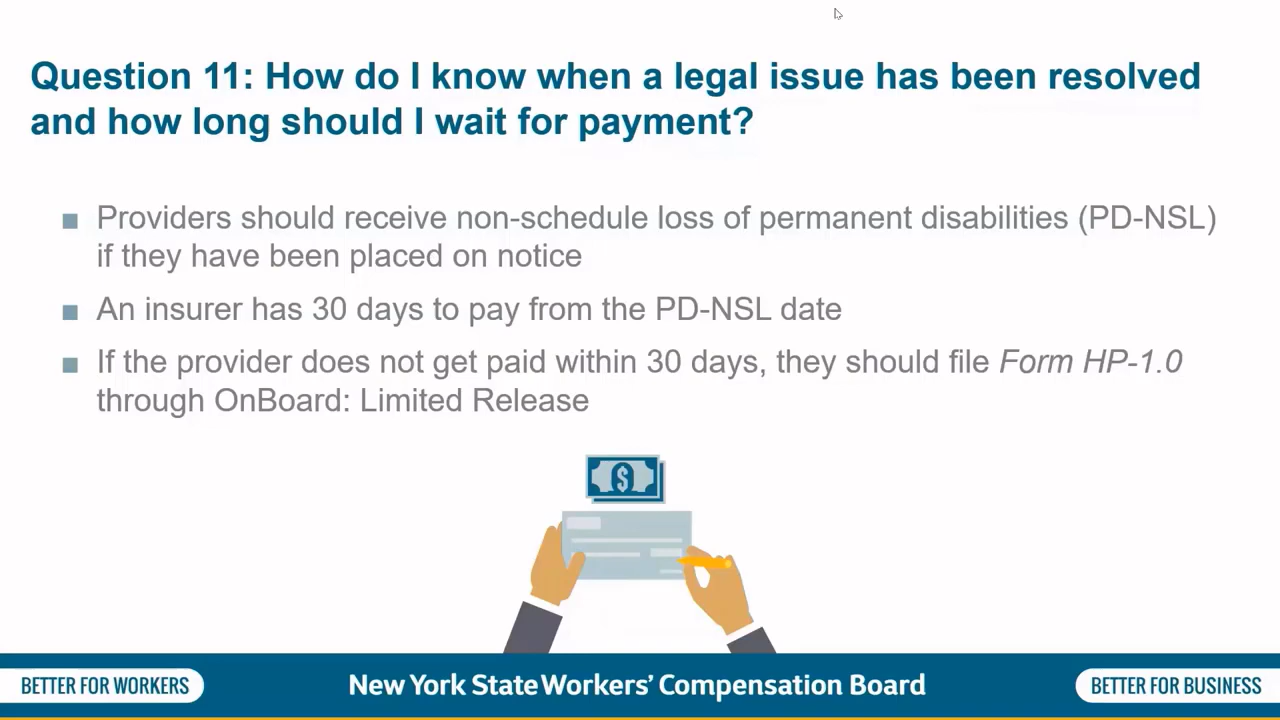 Question 11: How do I know when a legal issue has been resolved
and how long should I wait for payment?
■ Providers should receive non-schedule loss of permanent disabilities (PD-NSL)
if they have been placed on notice
■ An insurer has 30 days to pay from the PD-NSL date
■ If the provider does not get paid within 30 days, they should file Form HP-1.0
through OnBoard: Limited Release
$
BETTER FOR WORKERS
New York State Workers' Compensation Board
BETTER FOR BUSINESS